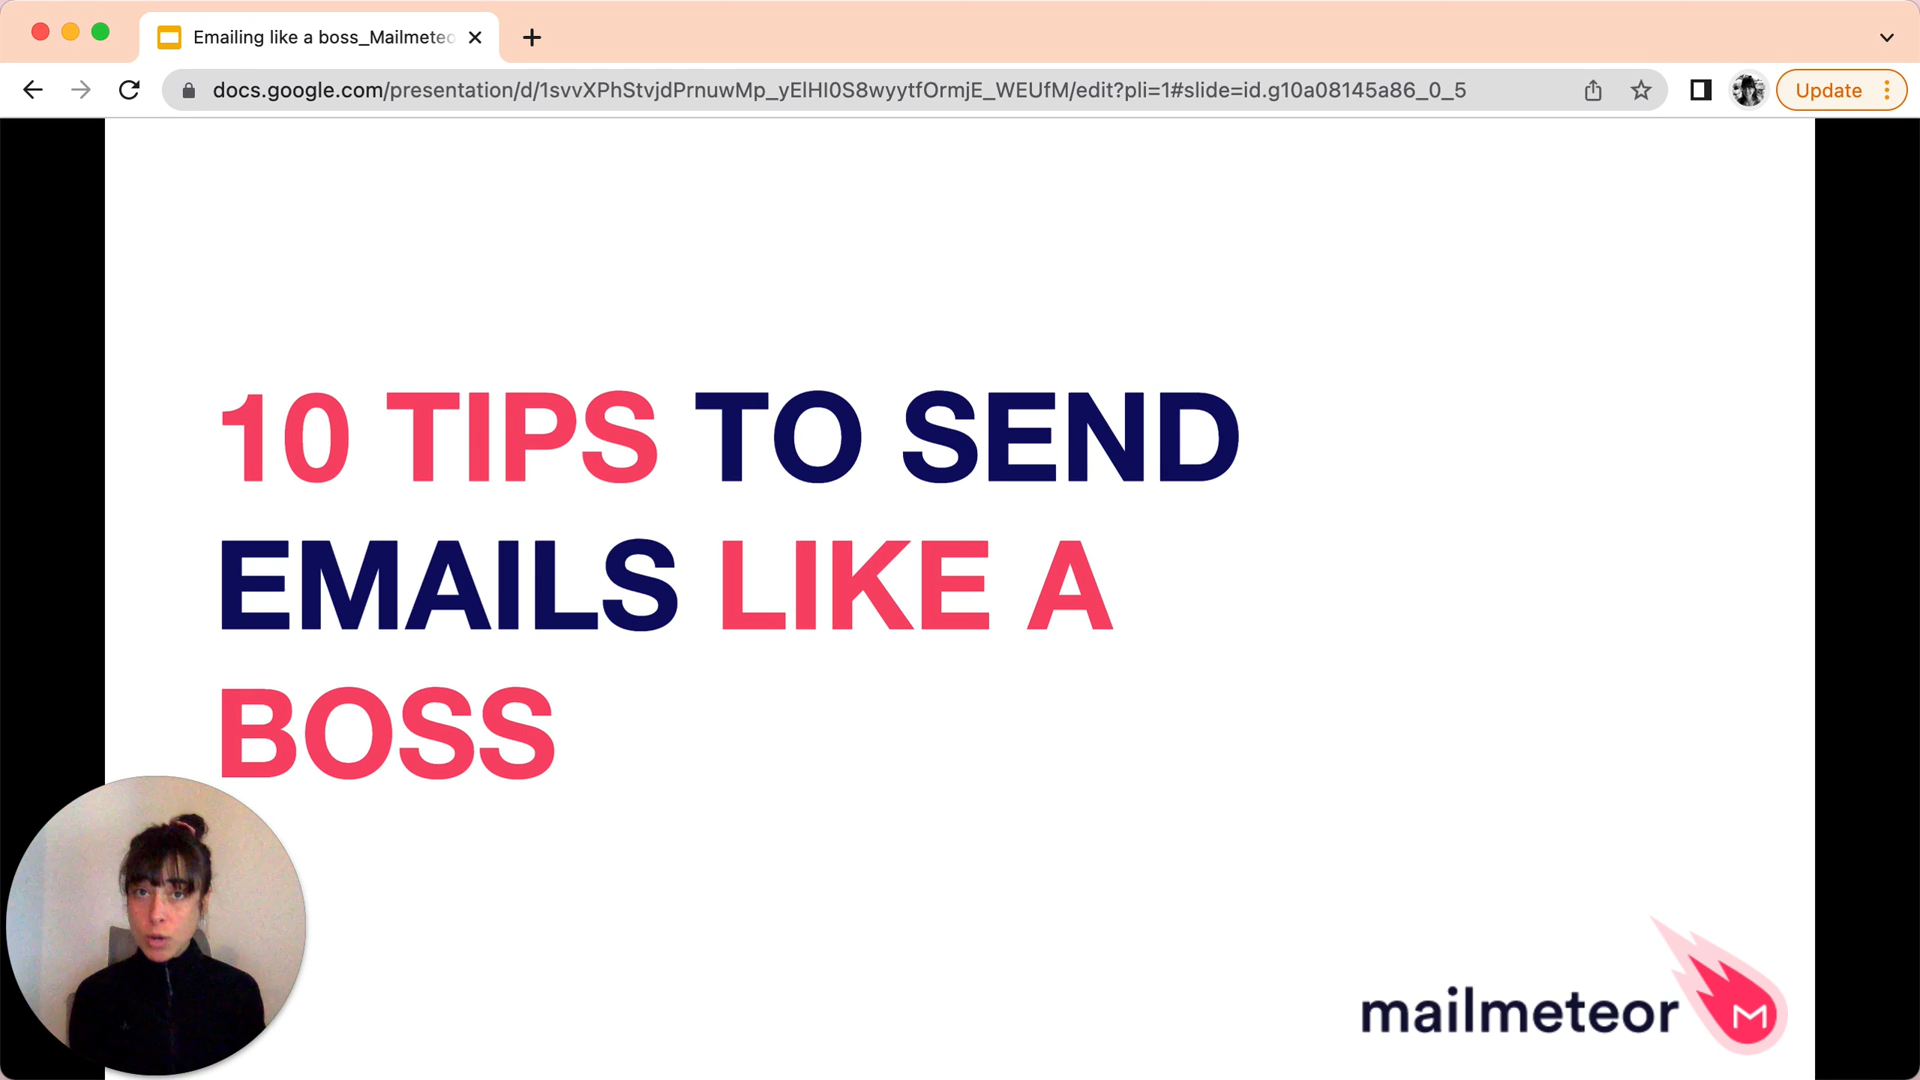 Emailing like a boss_Mailmeteo
docs.google.com/presentation/d/1svvXPhStvjdPrnuwMp_yElHI0S8wyytfOrmjE_WEUfM/edit?pli=1#slide=id.g10a08145a86_0_5
Update
10 TIPS TO SEND
EMAILS LIKE A
BOSS
mailmeteor